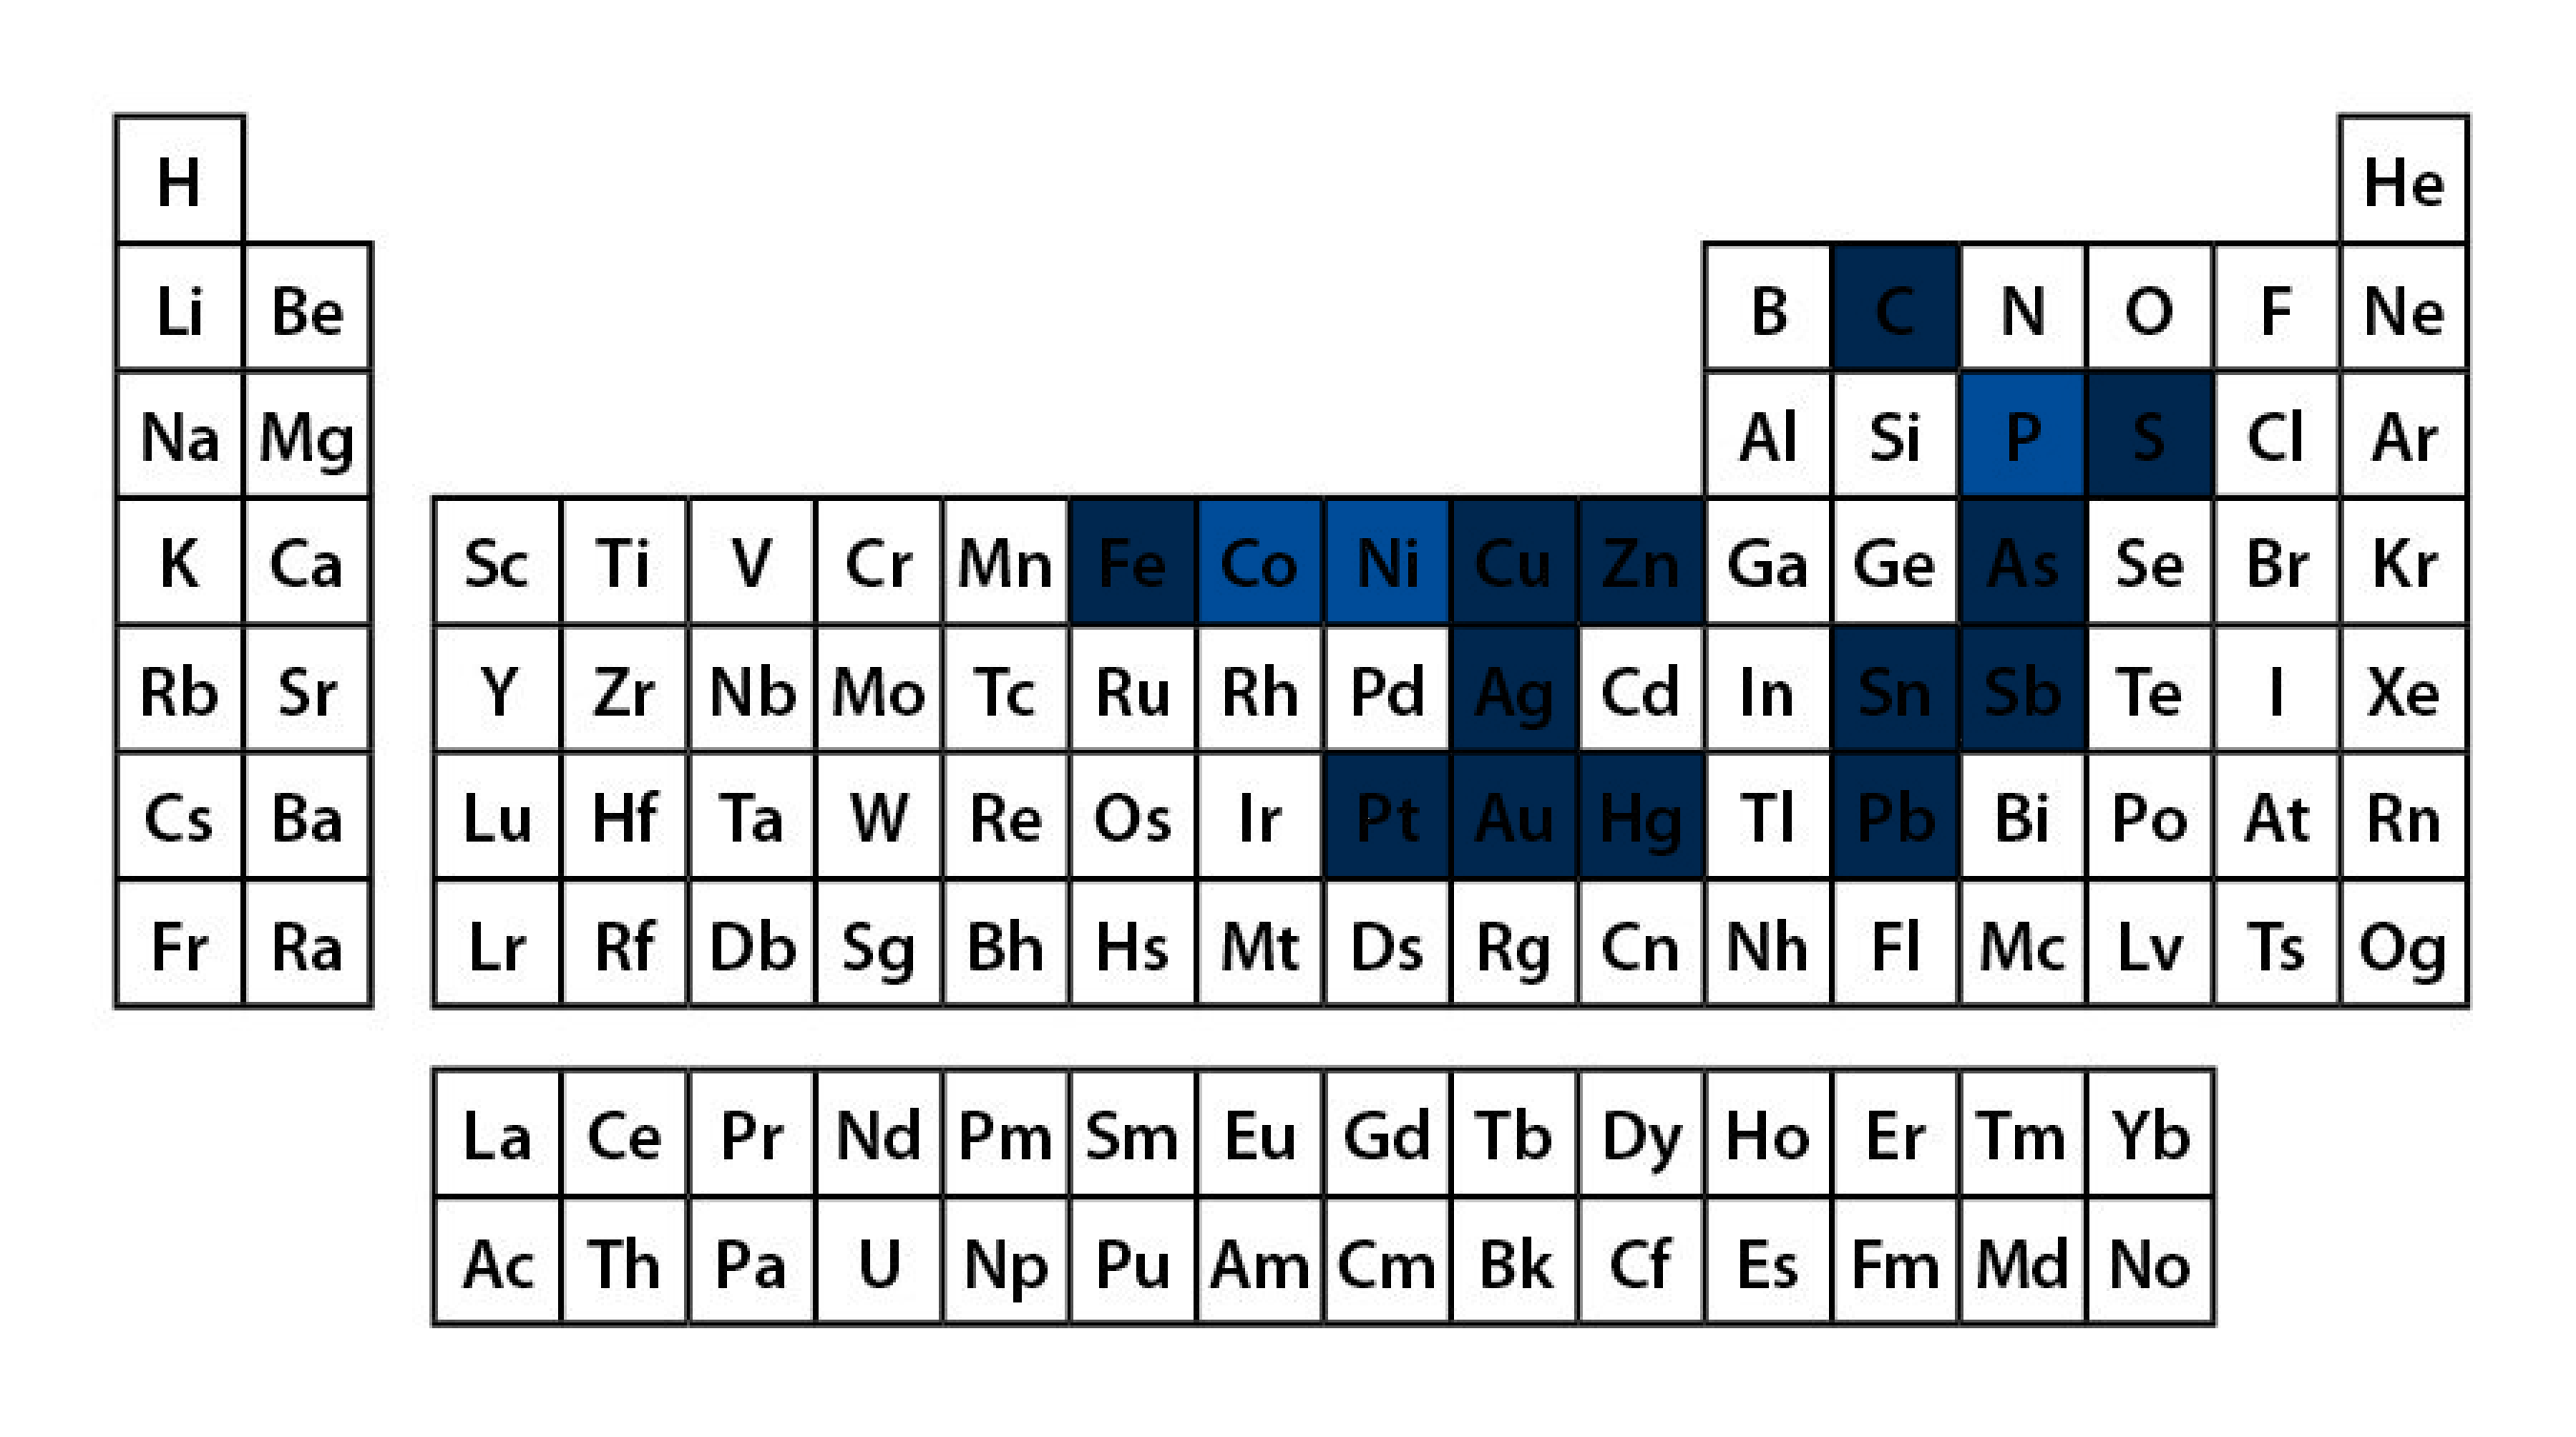 H He
Li Be B C N O F Ne
Na Mg Al Si P S Cl Ar
K Ca Sc Ti V Cr Mn Fe Co Ni Cu Zn Ga Ge As Se Br Kr
Rb Sr Y Zr Nb Mo Tc Ru Rh Pd Ag Cd In Sn Sb Te I Xe
Cs Ba Lu Hf Ta W Re Os Ir Pt Au Hg Tl Pb Bi Po At Rn
Fr Ra Lr Rf Db Sg Bh Hs Mt Ds Rg Cn Nh Fl Mc Lv Ts Og
La Ce Pr Nd Pm Sm Eu Gd Tb Dy Ho Er Tm Yb
Ac Th Pa U Np Pu Am Cm Bk Cf Es Fm Md No